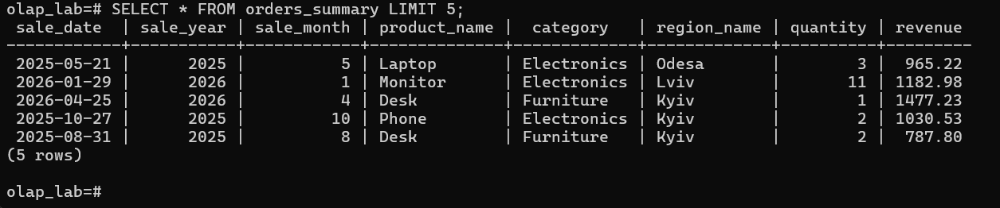 olap_lab=# SELECT * FROM orders_summary LIMIT 5;
 sale_date  | sale_year | sale_month | product_name |  category   | region_name | quantity | revenue
------------+-----------+------------+--------------+-------------+-------------+----------+---------
 2025-05-21 |      2025 |          5 | Laptop       | Electronics | Odesa       |        3 |  965.22
 2026-01-29 |      2026 |          1 | Monitor      | Electronics | Lviv        |       11 | 1182.98
 2026-04-25 |      2026 |          4 | Desk         | Furniture   | Kyiv        |        1 | 1477.23
 2025-10-27 |      2025 |         10 | Phone        | Electronics | Kyiv        |        2 | 1030.53
 2025-08-31 |      2025 |          8 | Desk         | Furniture   | Kyiv        |        2 |  787.80
(5 rows)
olap_lab=#